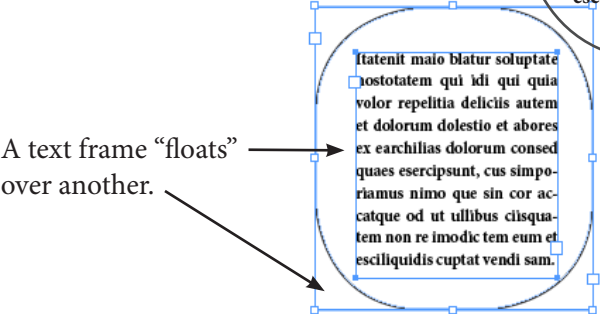 A text frame “floats”
over another.
Itatenit maio blatur soluptate
nostotatem qui idi qui quia
volor repelitia deliciis autem
et dolorum dolestio et abores
ex earchilias dolorum consed
quaes esercipsunt, cus simpo-
riamus nimo que sin cor ac-
catque od ut ullibus ciisqua-
tem non re imodic tem eum et
esciliquidis cuptat vendi sam.